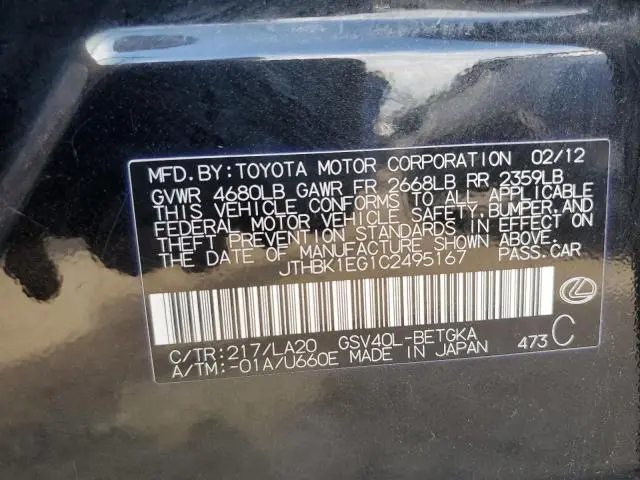 MFD.BY:TOYOTA MOTOR CORPORATION 02/12
GVWR 4680LB GAWR FR 2668LB RR 2359LB
THIS VEHICLE CONFORMS TO ALL APPLICABLE
FEDERAL MOTOR VEHICLE SAFETY, BUMPER, AND
THEFT PREVENTION STANDARDS IN EFFECT ON
THE DATE OF MANUFACTURE SHOWN ABOVE.
JTHBK1EG1C2495167 PASS.CAR
C/TR:217/LA20 GSV40L-BETGKA
A/TM:-01A/U660E MADE IN JAPAN 473 C